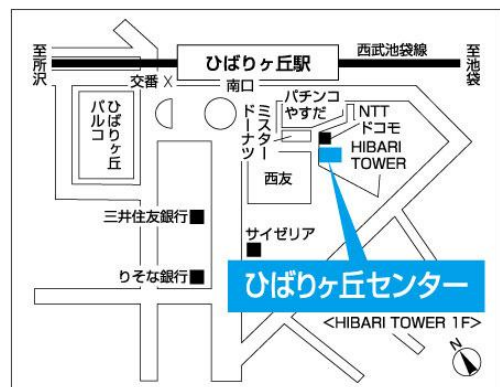 至所沢
ひばりヶ丘駅
西武池袋線
至池袋
交番
南口
ひばりヶ丘
パルコ
ミスター
ドーナツ
パチンコ
やすだ
NTT
ドコモ
HIBARI
TOWER
西友
三井住友銀行
サイゼリア
りそな銀行
ひばりヶ丘センター
<HIBARI TOWER 1F>
N